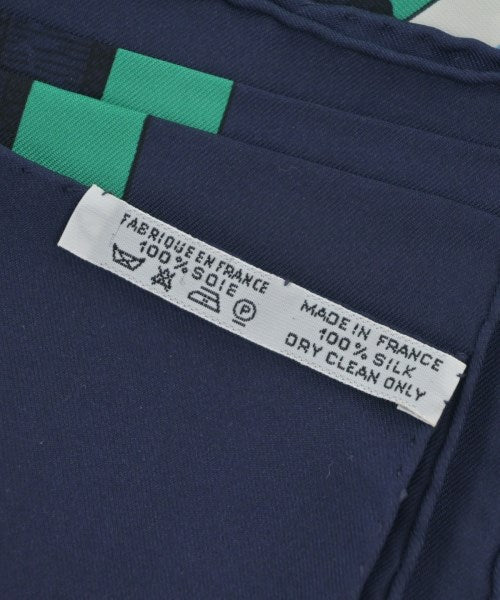 FABRIQUE EN FRANCE
100% SOIE
P
MADE IN FRANCE
100% SILK
DRY CLEAN ONLY